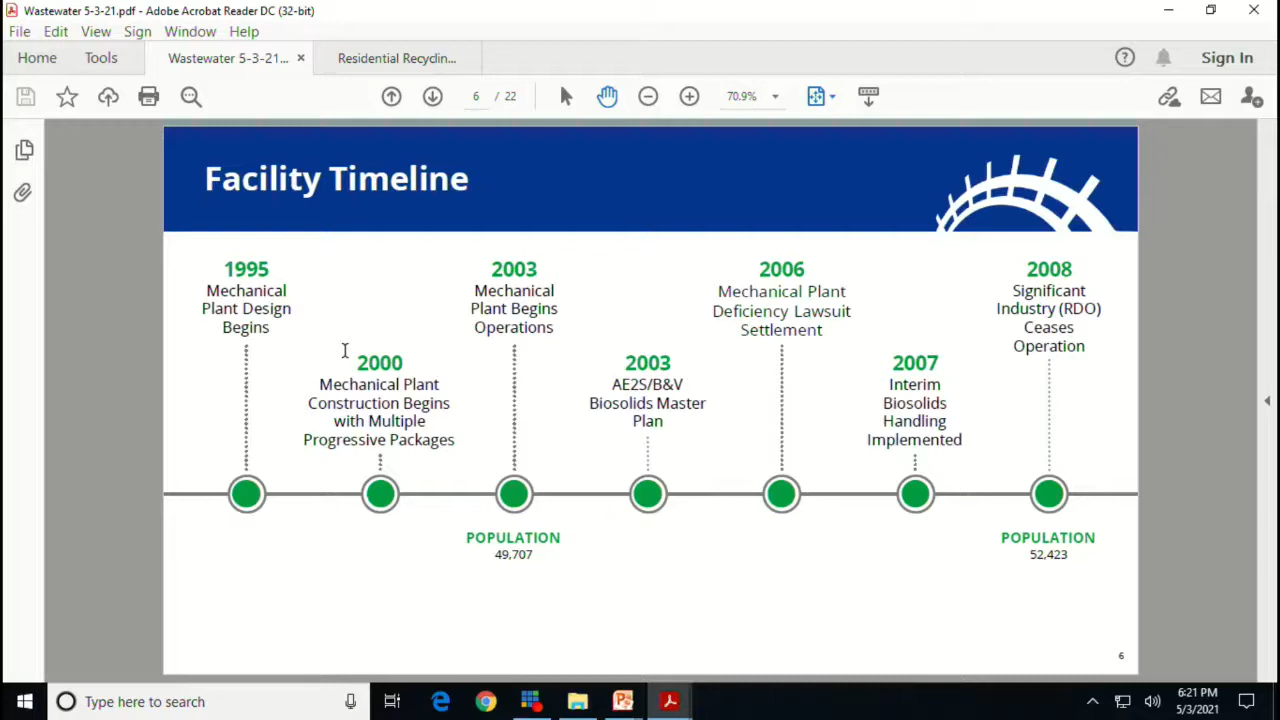 Wastewater 5-3-21.pdf - Adobe Acrobat Reader DC (32-bit)
File Edit View Sign Window Help
Home Tools Wastewater 5-3-21... × Residential Recyclin... ? Sign In
6 / 22 70.9%
Facility Timeline
1995
Mechanical
Plant Design
Begins
2000
Mechanical Plant
Construction Begins
with Multiple
Progressive Packages
2003
Mechanical
Plant Begins
Operations
2003
AE2S/B&V
Biosolids Master
Plan
2006
Mechanical Plant
Deficiency Lawsuit
Settlement
2007
Interim
Biosolids
Handling
Implemented
2008
Significant
Industry (RDO)
Ceases
Operation
POPULATION
49,707
POPULATION
52,423
6
Type here to search
6:21 PM
5/3/2021